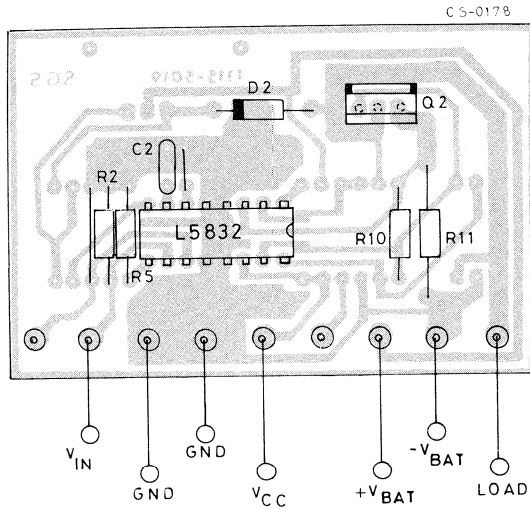 CS-0178
SGS
D2
Q2
C2
R2
L5832
R10
R11
R5
VIN
GND
GND
VCC
+VBAT
-VBAT
LOAD